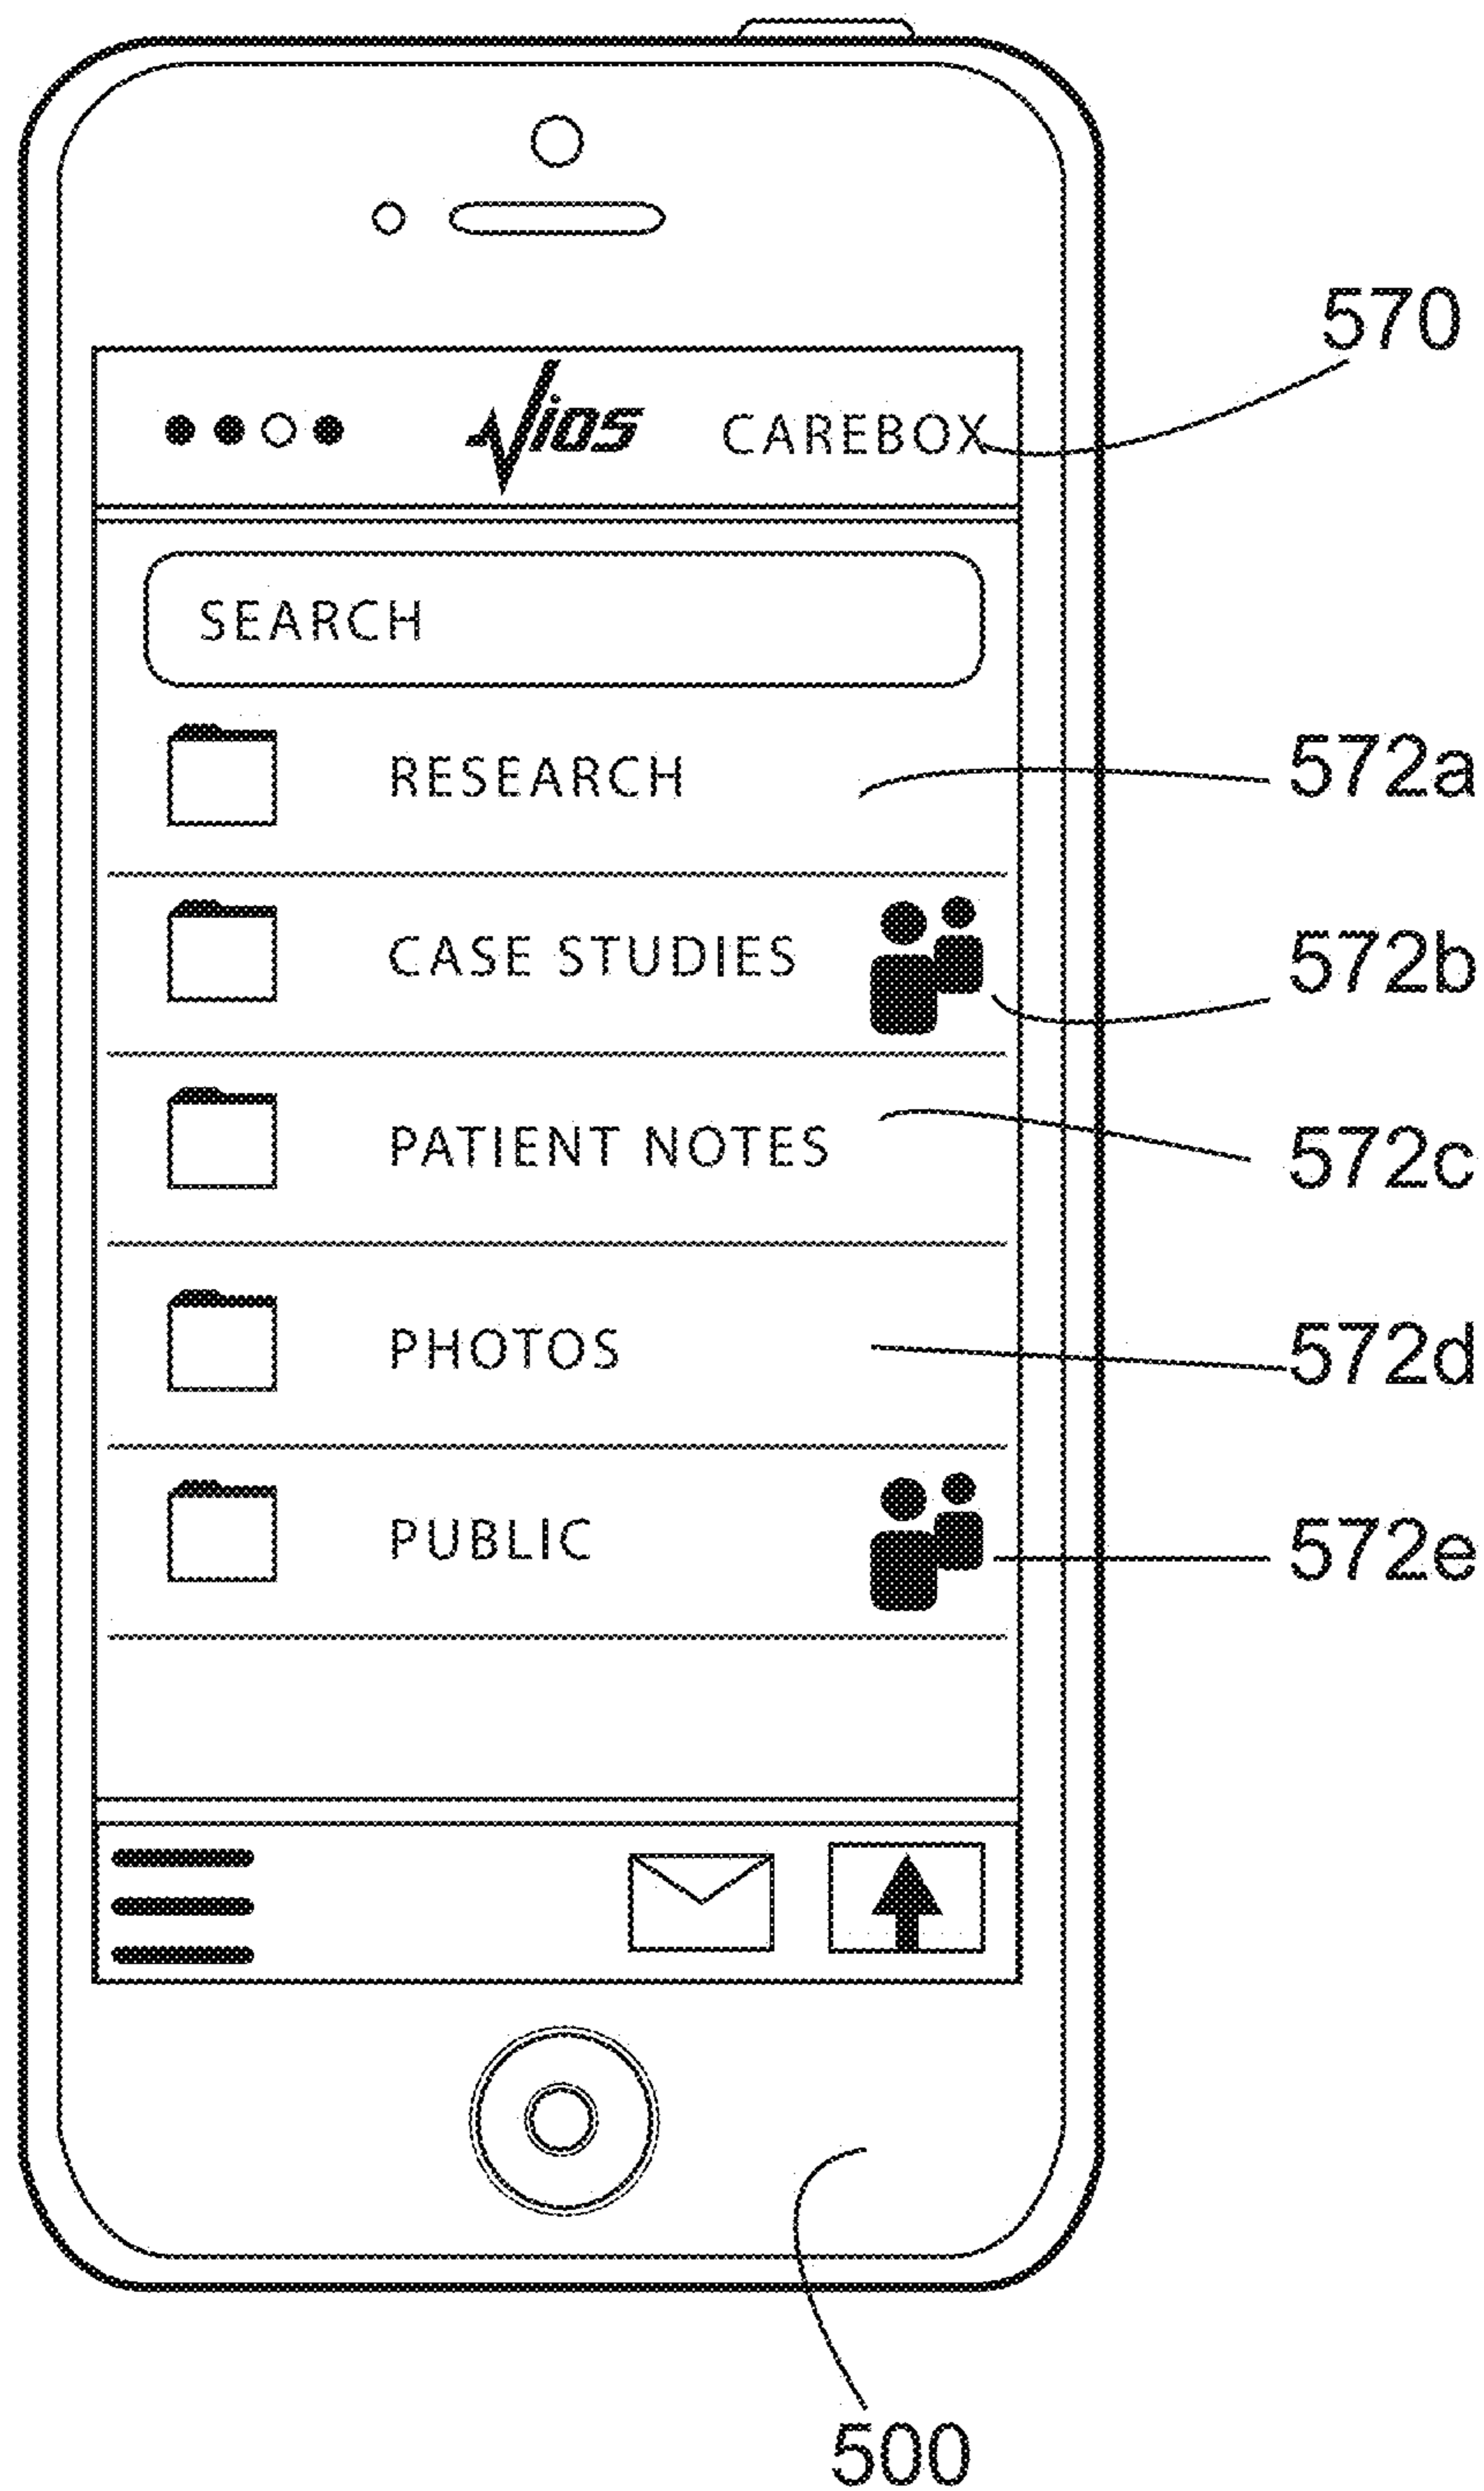 570
Vios CAREBOX
SEARCH
RESEARCH 572a
CASE STUDIES 572b
PATIENT NOTES 572c
PHOTOS 572d
PUBLIC 572e
500